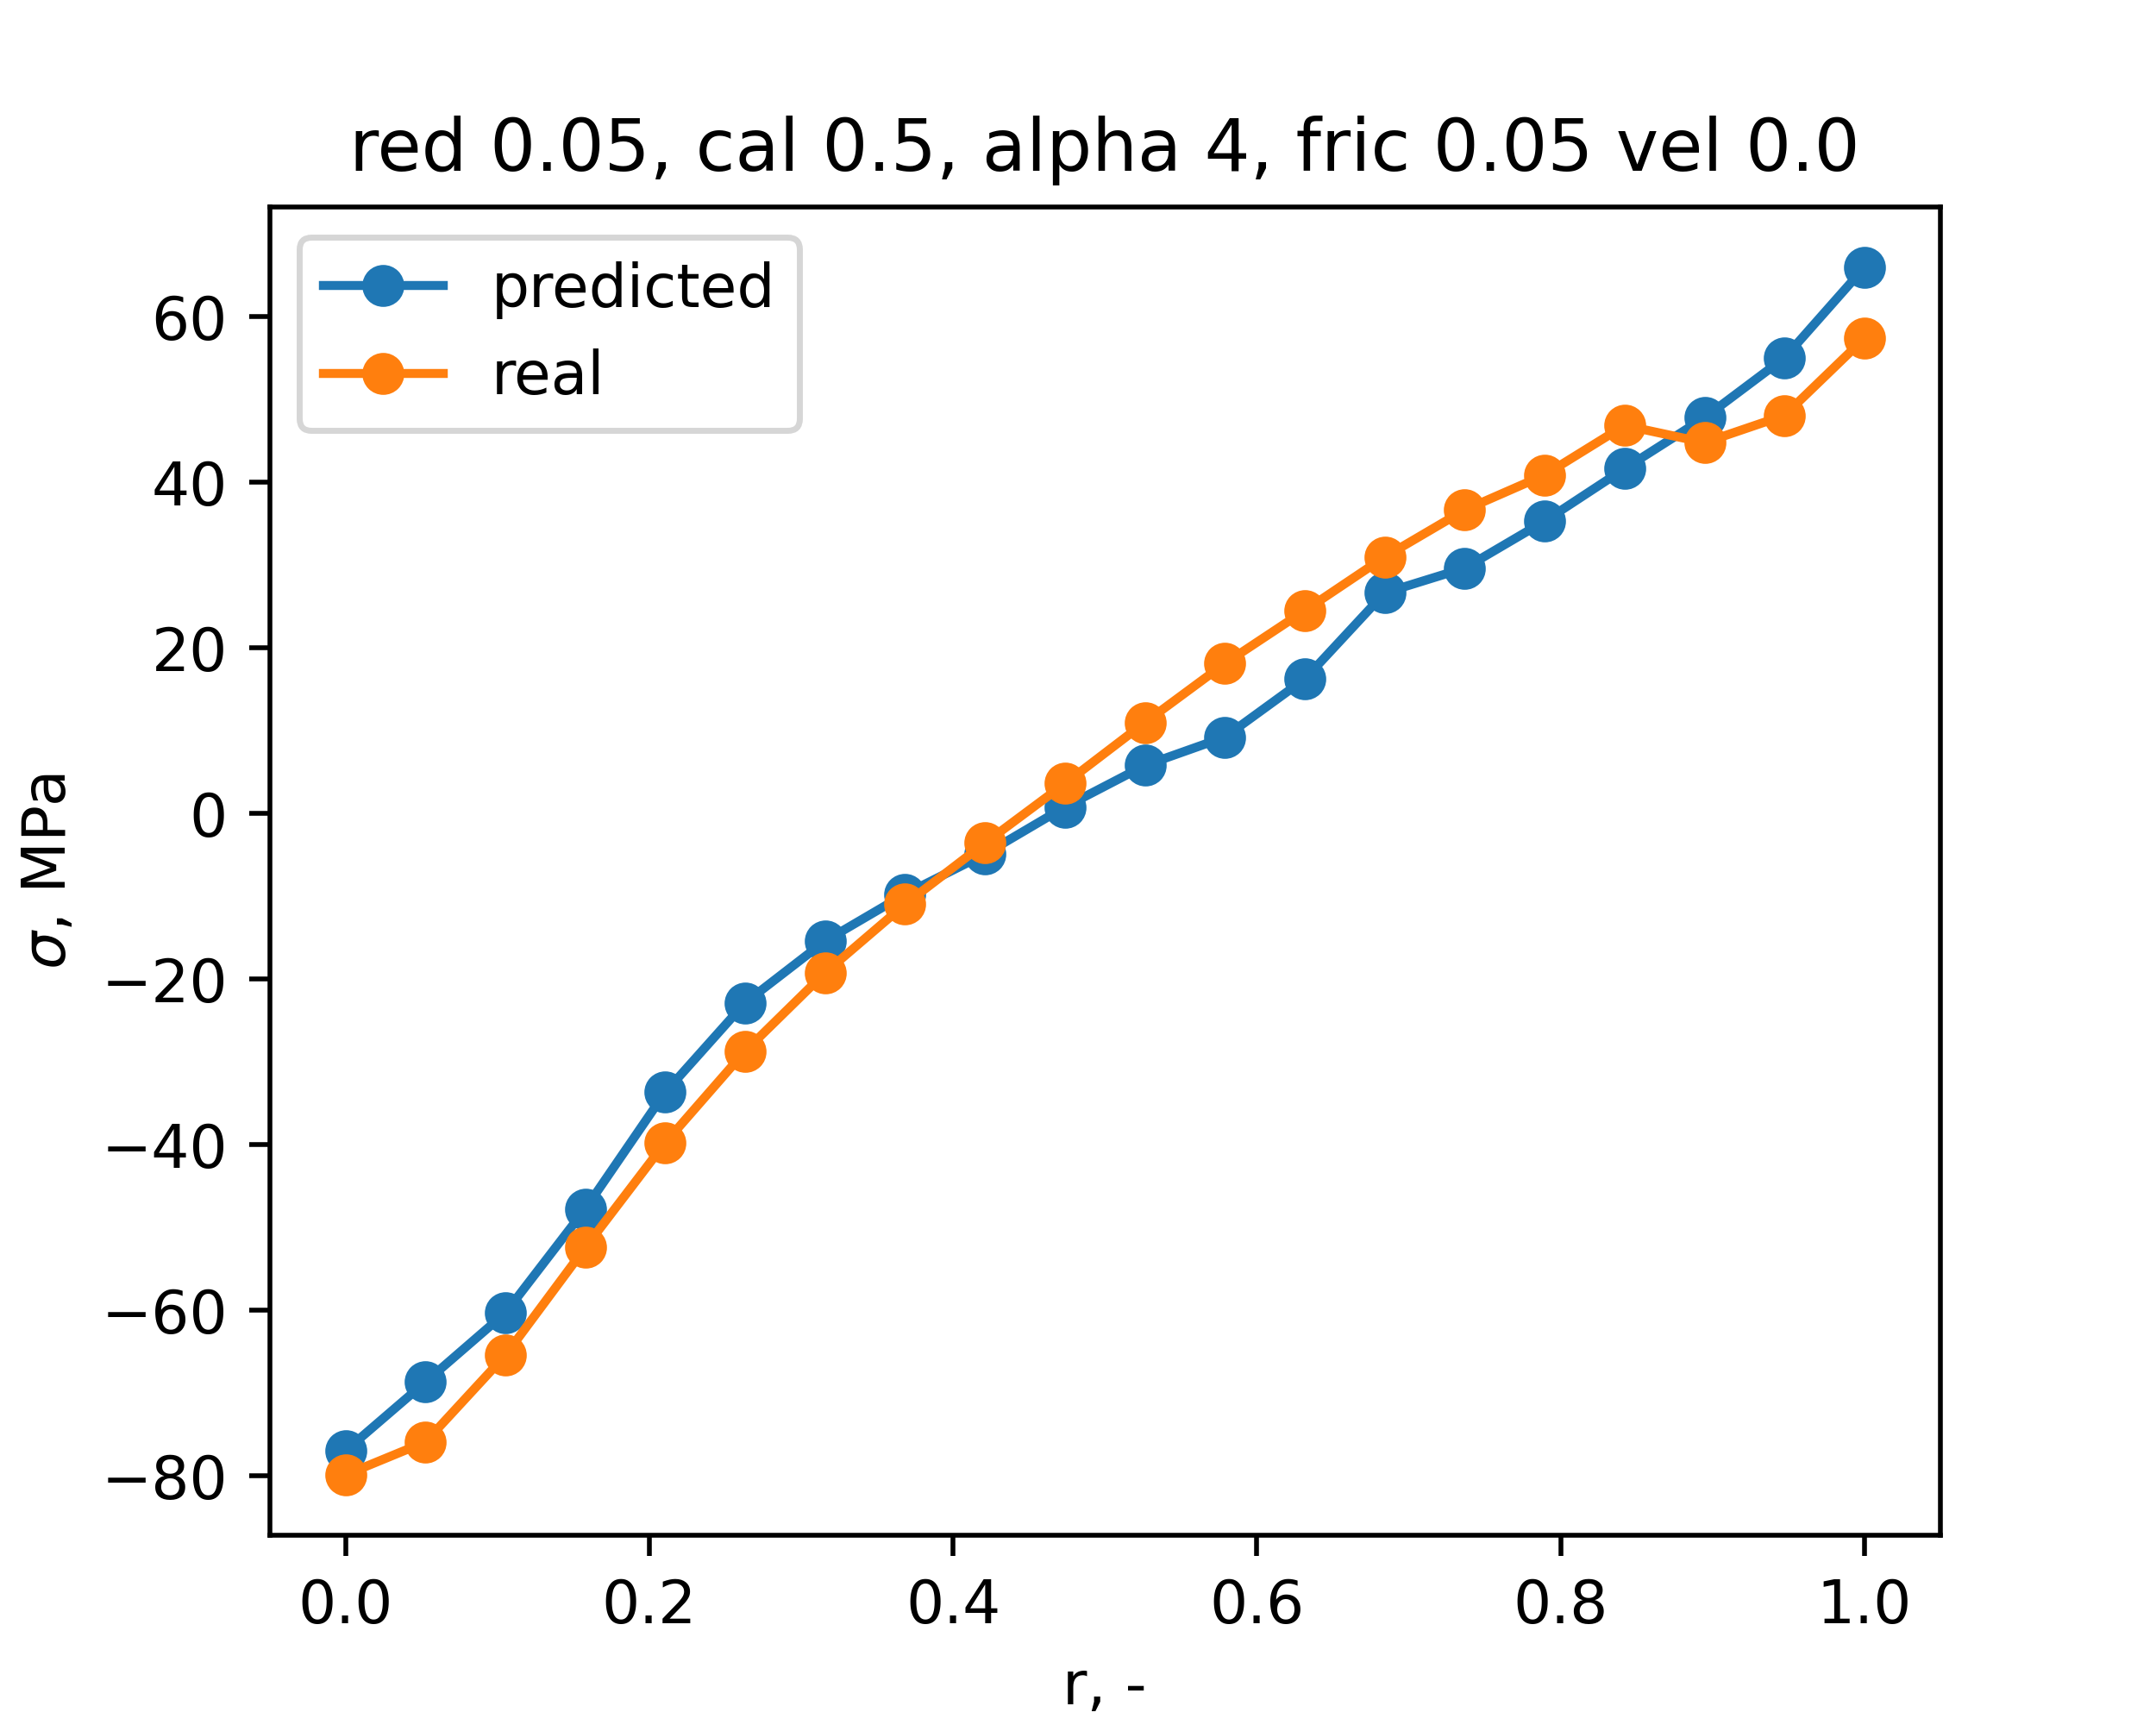 red 0.05, cal 0.5, alpha 4, fric 0.05 vel 0.0
predicted
real
60
40
20
0
−20
−40
−60
−80
σ, MPa
0.0 0.2 0.4 0.6 0.8 1.0
r, -